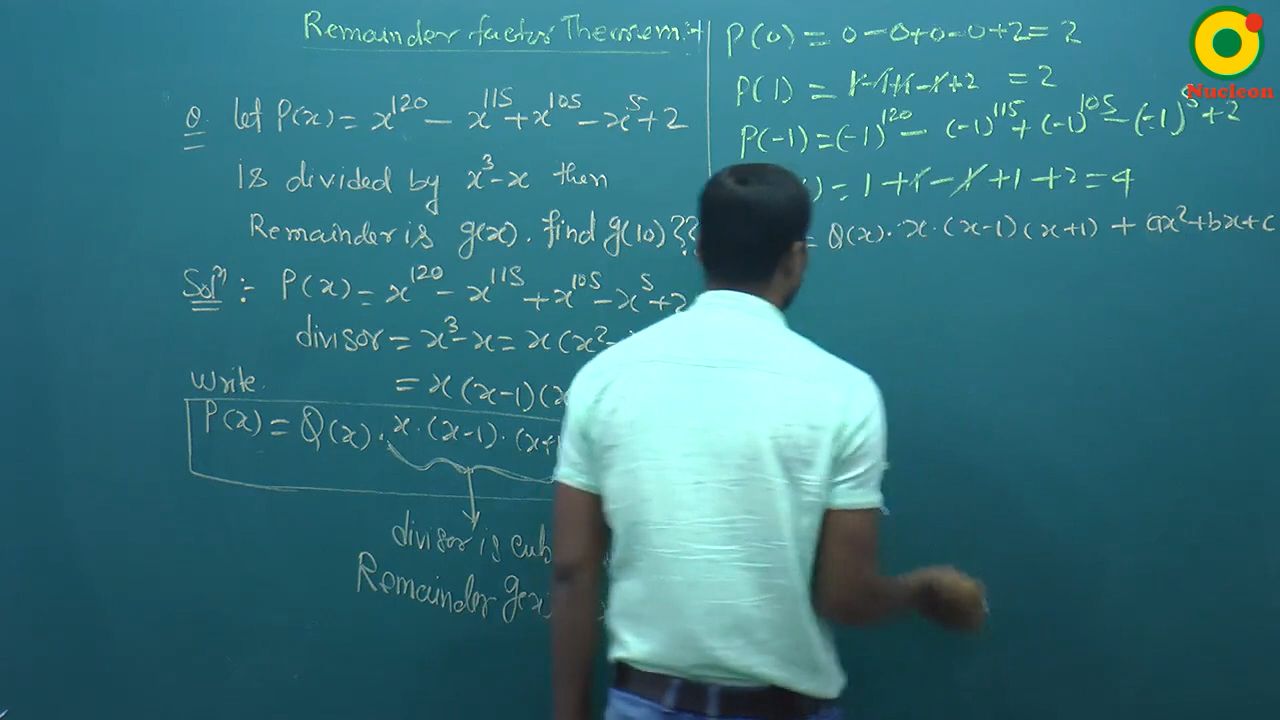 Remainder factor Theorem :+
Q. let P(x) = x^120 - x^115 + x^105 - x^5 + 2
is divided by x^3 - x then
Remainder is g(x). find g(10)??
Solⁿ :- P(x) = x^120 - x^115 + x^105 - x^5 + 2
divisor = x^3 - x = x(x^2 -
= x(x-1)(x
Write
P(x) = Q(x). x.(x-1).(x+1
divisor is cub
Remainder g(x)
P(0) = 0 - 0 + 0 - 0 + 2 = 2
P(1) = 1 - 1 + 1 - 1 + 2 = 2
P(-1) = (-1)^120 - (-1)^115 + (-1)^105 - (-1)^5 + 2
) = 1 + 1 - 1 + 1 + 2 = 4
= Q(x). x.(x-1)(x+1) + ax^2 + bx + c
Nucleon